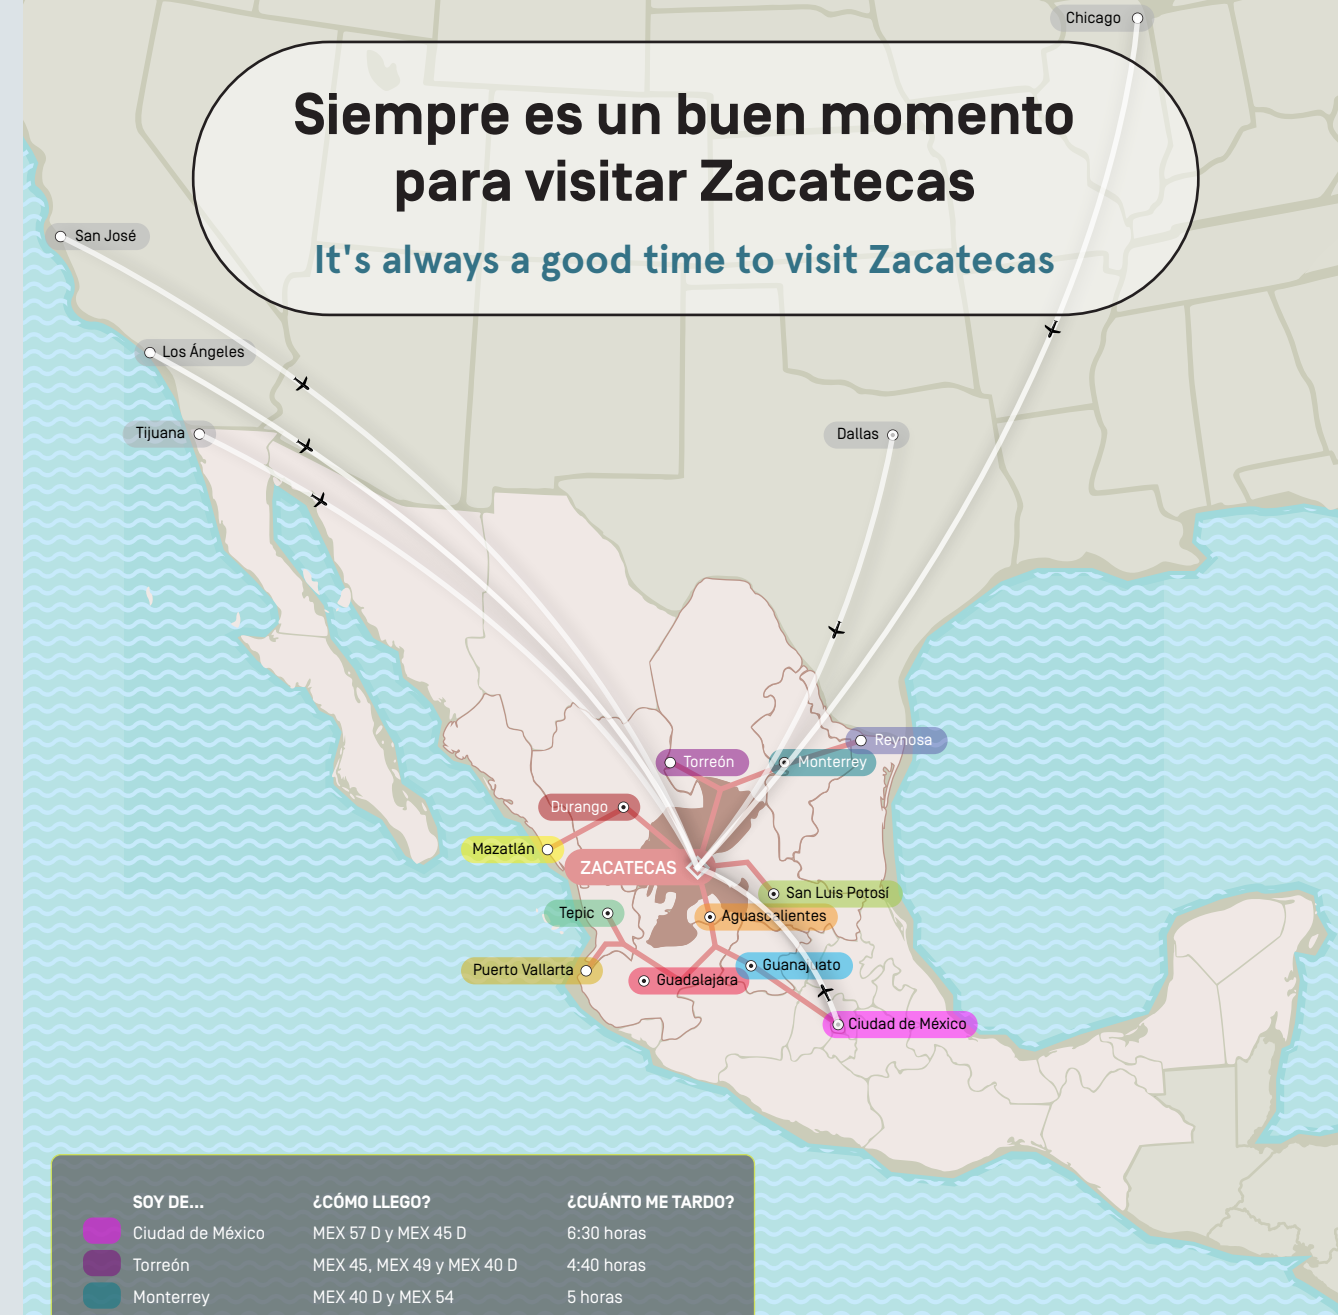 Chicago
Siempre es un buen momento
para visitar Zacatecas
It's always a good time to visit Zacatecas
San José
Los Ángeles
Tijuana
Dallas
Reynosa
Torreón
Monterrey
Durango
Mazatlán
ZACATECAS
San Luis Potosí
Tepic
Aguascalientes
Puerto Vallarta
Guanajuato
Guadalajara
Ciudad de México
SOY DE... ¿CÓMO LLEGO? ¿CUÁNTO ME TARDO?
Ciudad de México MEX 57 D y MEX 45 D 6:30 horas
Torreón MEX 45, MEX 49 y MEX 40 D 4:40 horas
Monterrey MEX 40 D y MEX 54 5 horas